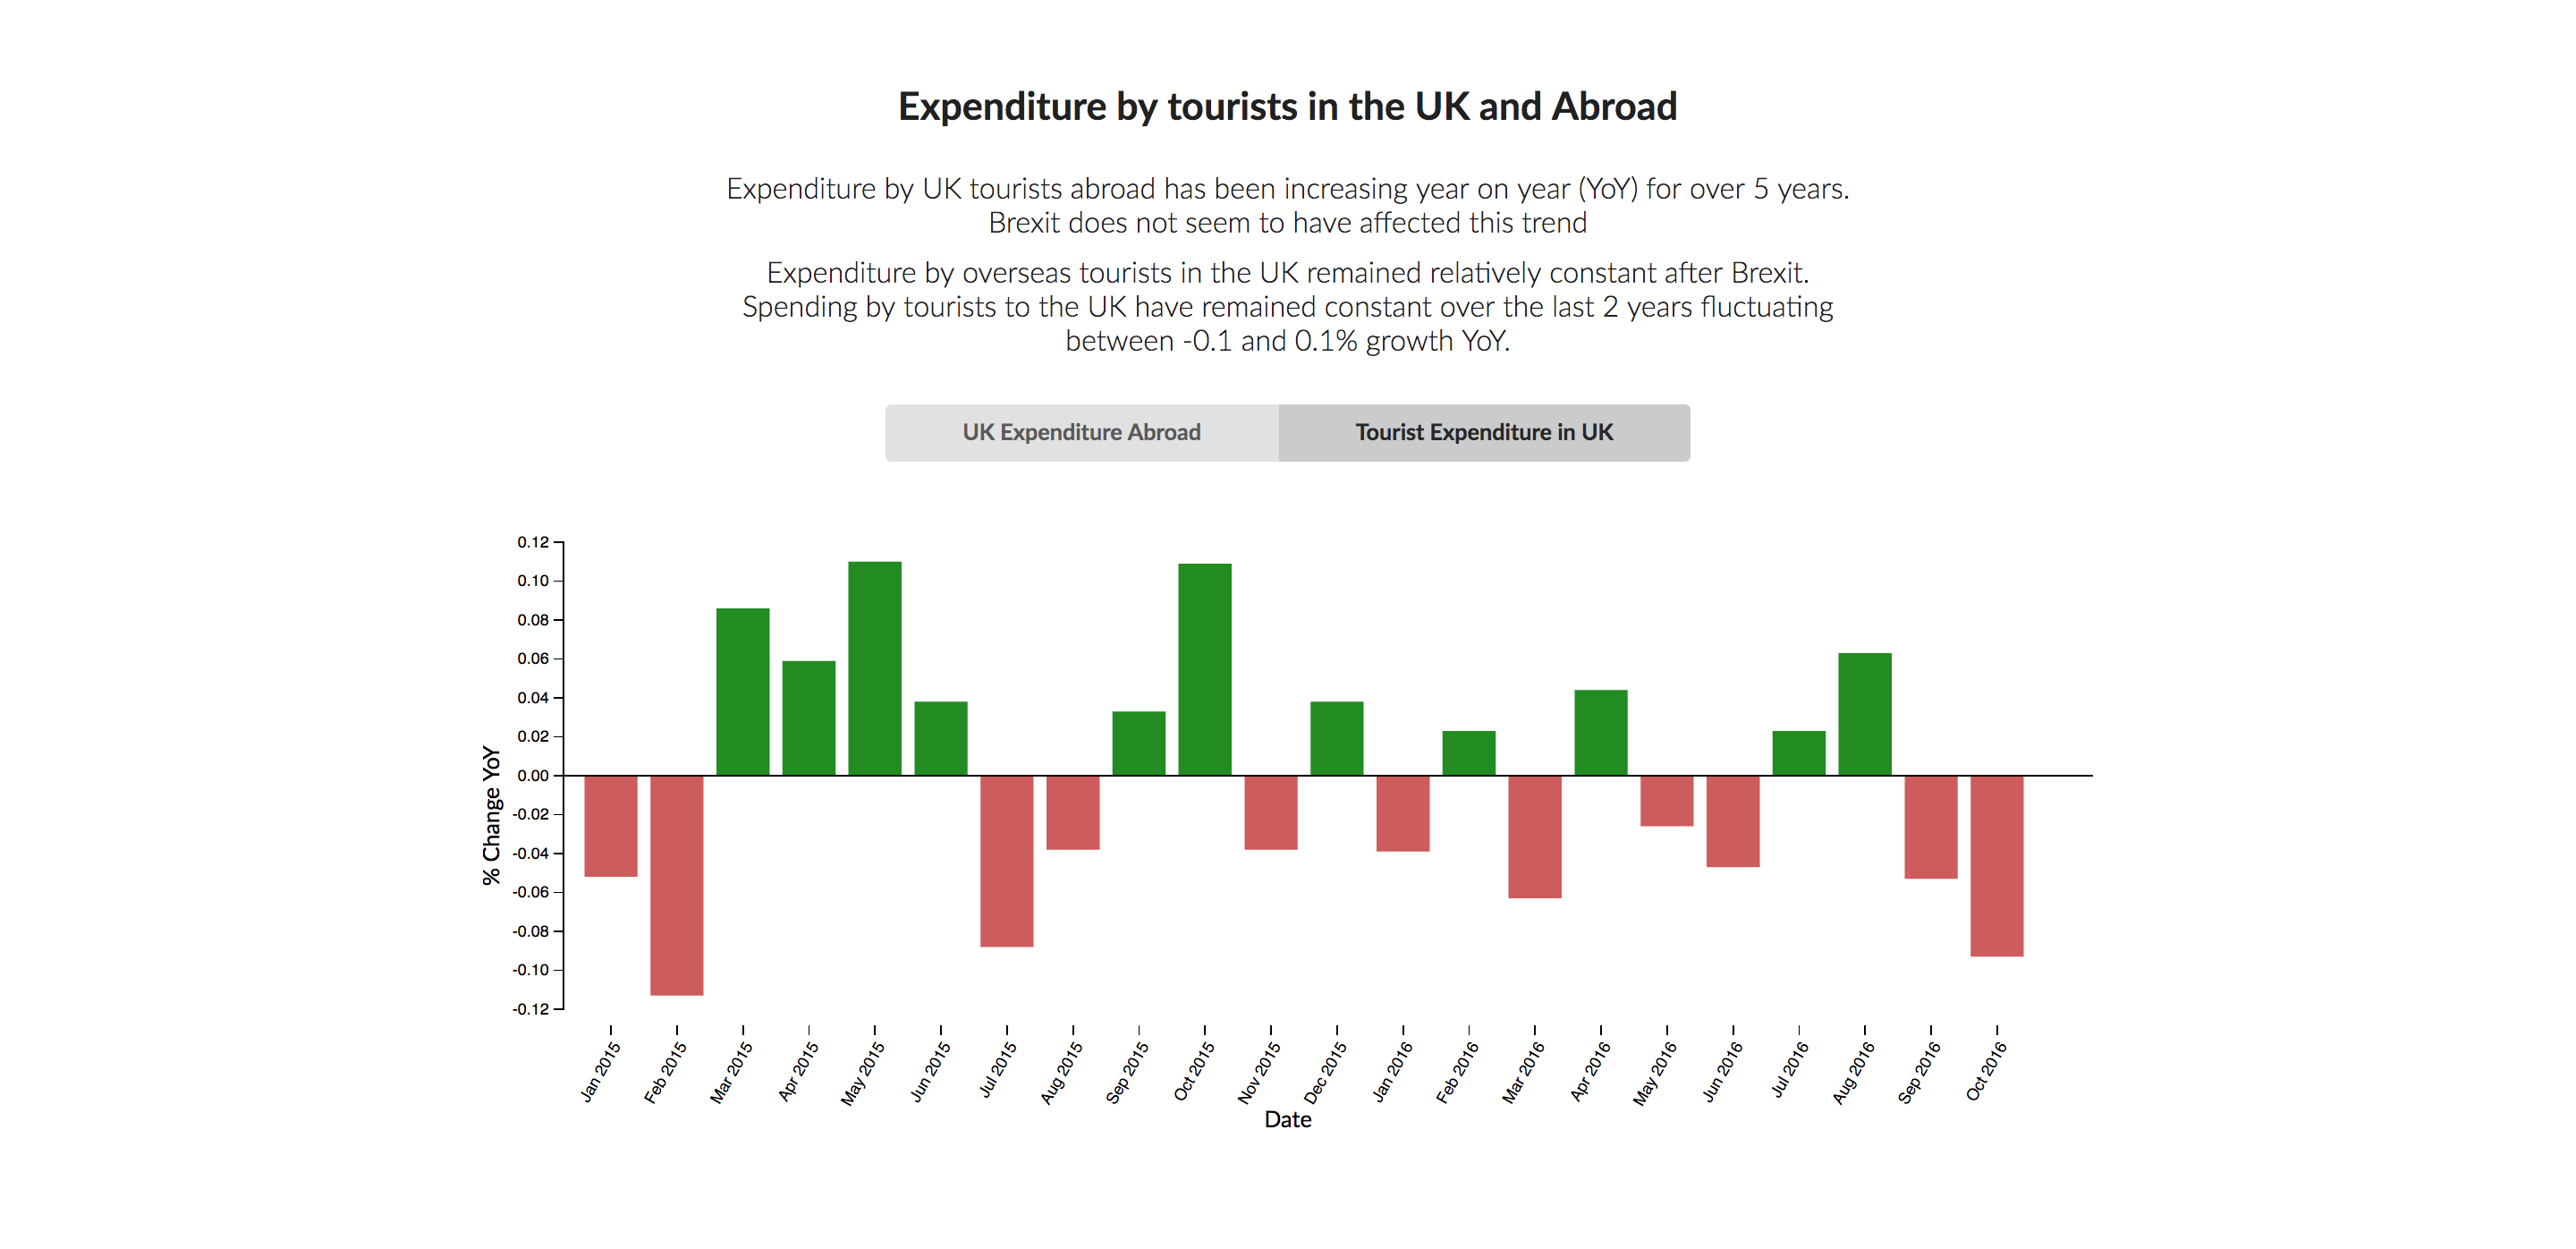 Expenditure by tourists in the UK and Abroad
Expenditure by UK tourists abroad has been increasing year on year (YoY) for over 5 years.
Brexit does not seem to have affected this trend
Expenditure by overseas tourists in the UK remained relatively constant after Brexit.
Spending by tourists to the UK have remained constant over the last 2 years fluctuating
between -0.1 and 0.1% growth YoY.
UK Expenditure Abroad
Tourist Expenditure in UK
% Change YoY
0.12
0.10
0.08
0.06
0.04
0.02
0.00
-0.02
-0.04
-0.06
-0.08
-0.10
-0.12
Jan 2015
Feb 2015
Mar 2015
Apr 2015
May 2015
Jun 2015
Jul 2015
Aug 2015
Sep 2015
Oct 2015
Nov 2015
Dec 2015
Jan 2016
Feb 2016
Mar 2016
Apr 2016
May 2016
Jun 2016
Jul 2016
Aug 2016
Sep 2016
Oct 2016
Date